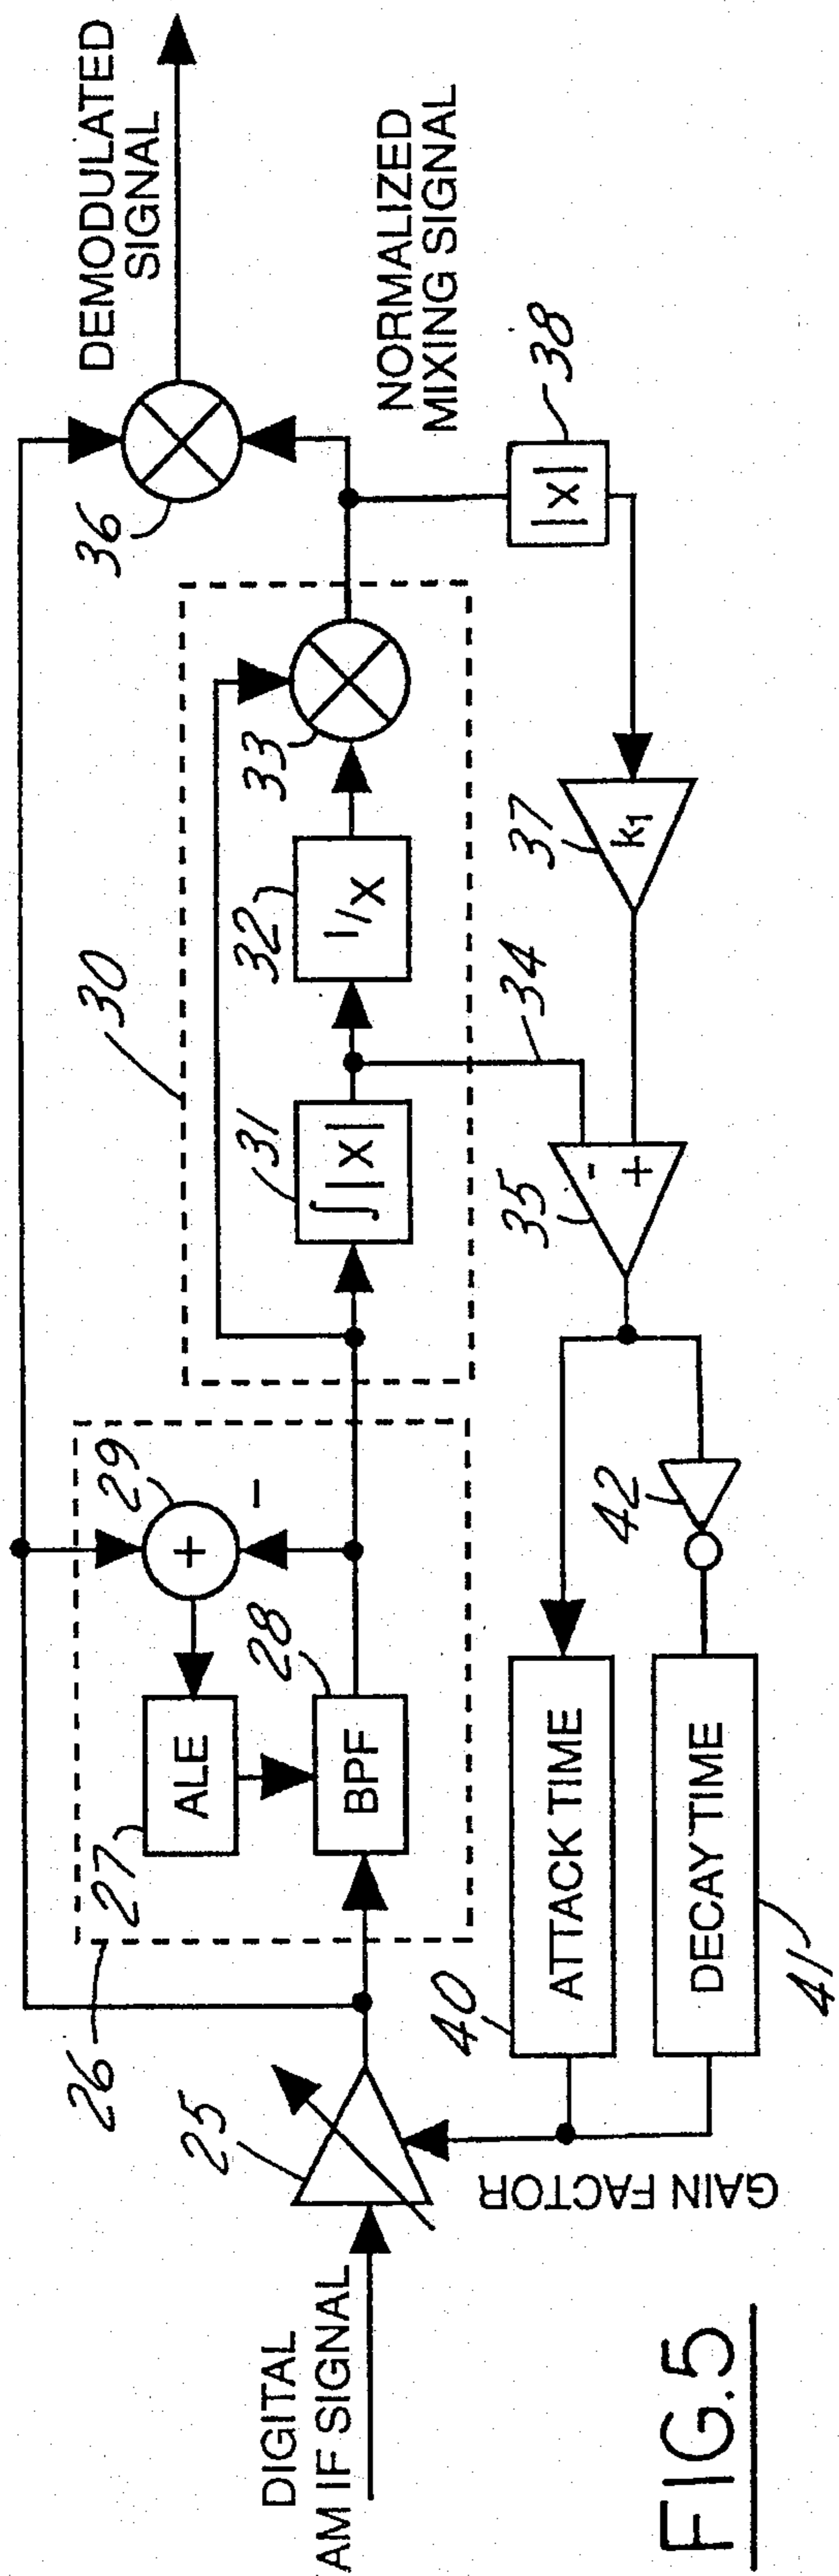 DEMODULATED
SIGNAL
36
NORMALIZED
MIXING SIGNAL
30
33
38
|X|
32
1/X
31
∫|X|
34
37
k1
35
-
+
29
+
-
28
27
ALE
BPF
26
42
25
40
ATTACK TIME
DECAY TIME
41
GAIN FACTOR
DIGITAL
AM IF SIGNAL
FIG.5